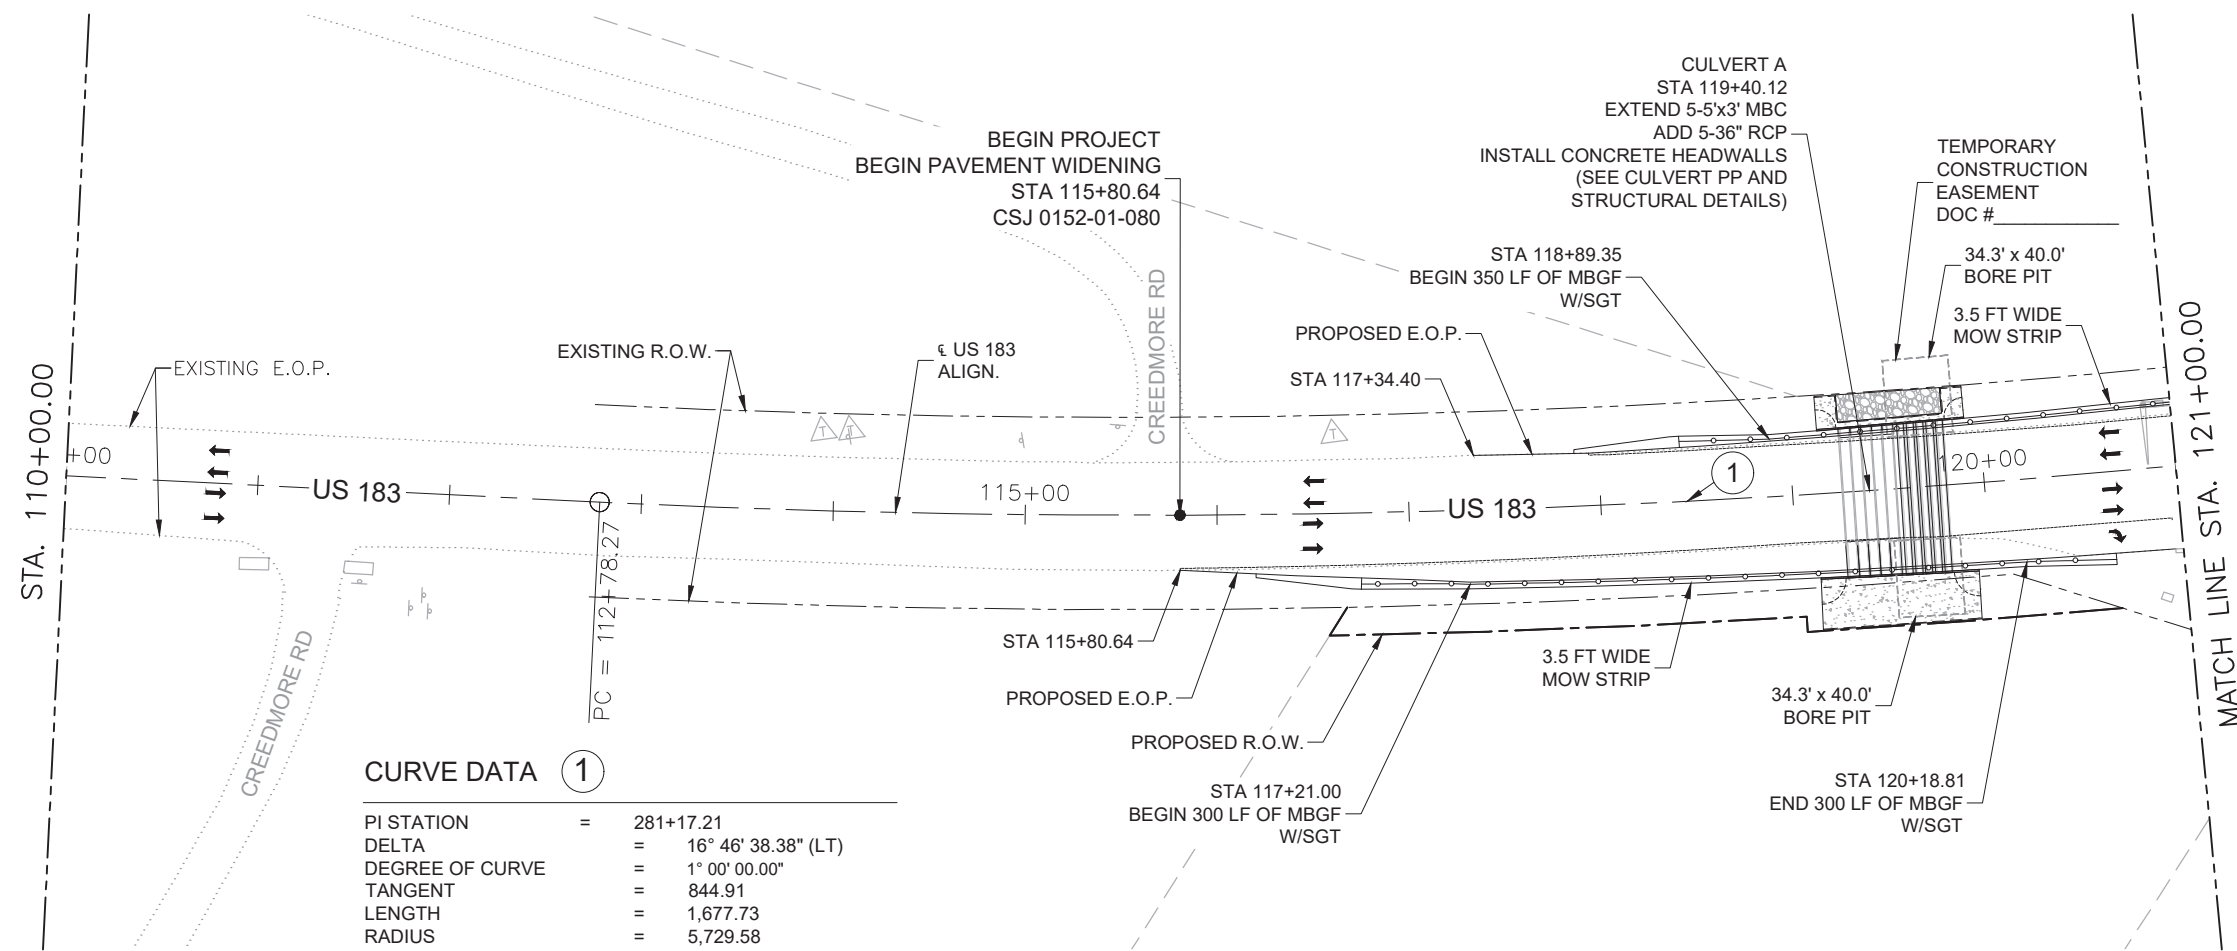 CULVERT A
STA 119+40.12
EXTEND 5-5'x3' MBC
ADD 5-36" RCP
INSTALL CONCRETE HEADWALLS
(SEE CULVERT PP AND
STRUCTURAL DETAILS)
BEGIN PROJECT
BEGIN PAVEMENT WIDENING
STA 115+80.64
CSJ 0152-01-080
TEMPORARY
CONSTRUCTION
EASEMENT
DOC #___________
34.3' x 40.0'
BORE PIT
3.5 FT WIDE
MOW STRIP
STA 118+89.35
BEGIN 350 LF OF MBGF
W/SGT
PROPOSED E.O.P.
STA 117+34.40
CREEDMORE RD
℄ US 183
ALIGN.
EXISTING R.O.W.
EXISTING E.O.P.
STA. 110+00.00
+00
US 183
115+00
US 183
1
120+00
MATCH LINE STA. 121+00.00
T
T
T
PC = 112+78.27
CREEDMORE RD
STA 115+80.64
PROPOSED E.O.P.
PROPOSED R.O.W.
3.5 FT WIDE
MOW STRIP
34.3' x 40.0'
BORE PIT
STA 117+21.00
BEGIN 300 LF OF MBGF
W/SGT
STA 120+18.81
END 300 LF OF MBGF
W/SGT
CURVE DATA 1
PI STATION = 281+17.21
DELTA = 16° 46' 38.38" (LT)
DEGREE OF CURVE = 1° 00' 00.00"
TANGENT = 844.91
LENGTH = 1,677.73
RADIUS = 5,729.58